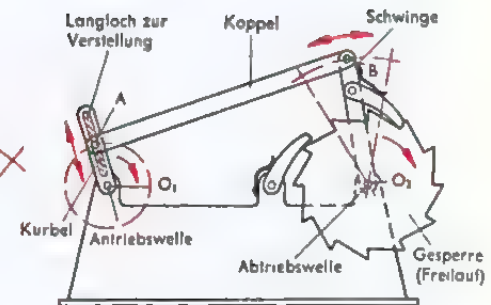 Langloch zur
Verstellung
Koppel
Schwinge
A
B
O₁
O₂
Kurbel
Antriebswelle
Abtriebswelle
Gesperre
(Freilauf)